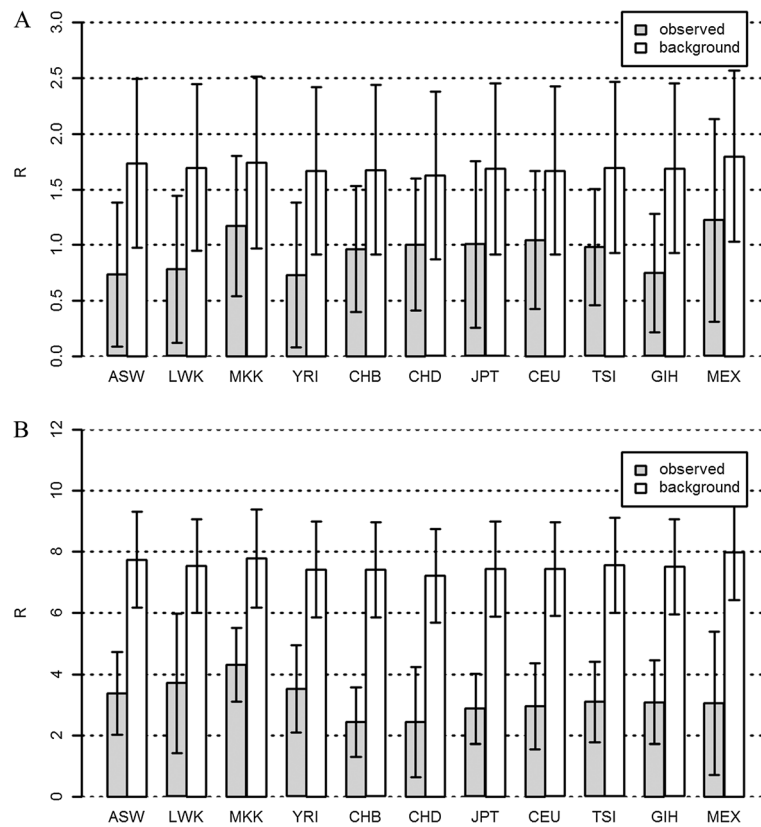 A
3.0
2.5
2.0
1.5
1.0
0.5
0.0
R
observed
background
ASW LWK MKK YRI CHB CHD JPT CEU TSI GIH MEX
B
12
10
8
6
4
2
0
R
observed
background
ASW LWK MKK YRI CHB CHD JPT CEU TSI GIH MEX